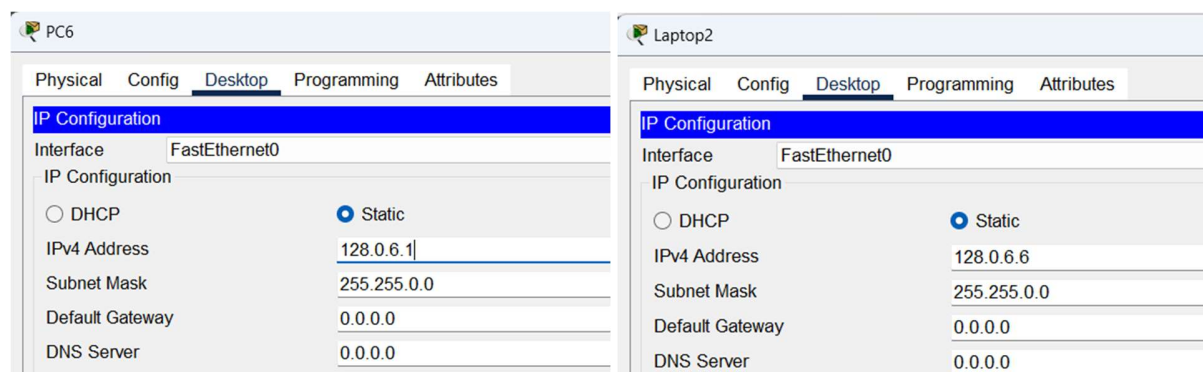 PC6
Physical Config Desktop Programming Attributes
IP Configuration
Interface FastEthernet0
IP Configuration
DHCP Static
IPv4 Address 128.0.6.1
Subnet Mask 255.255.0.0
Default Gateway 0.0.0.0
DNS Server 0.0.0.0
Laptop2
Physical Config Desktop Programming Attributes
IP Configuration
Interface FastEthernet0
IP Configuration
DHCP Static
IPv4 Address 128.0.6.6
Subnet Mask 255.255.0.0
Default Gateway 0.0.0.0
DNS Server 0.0.0.0